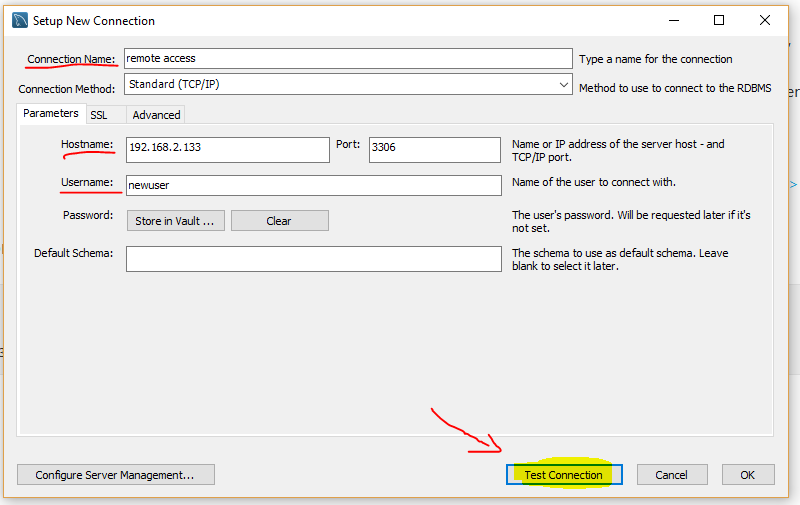 Setup New Connection
Connection Name: remote access Type a name for the connection
Connection Method: Standard (TCP/IP) Method to use to connect to the RDBMS
Parameters SSL Advanced
Hostname: 192.168.2.133 Port: 3306 Name or IP address of the server host - and
TCP/IP port.
Username: newuser Name of the user to connect with.
Password: Store in Vault ... Clear The user's password. Will be requested later if it's
not set.
Default Schema: The schema to use as default schema. Leave
blank to select it later.
Configure Server Management... Test Connection Cancel OK